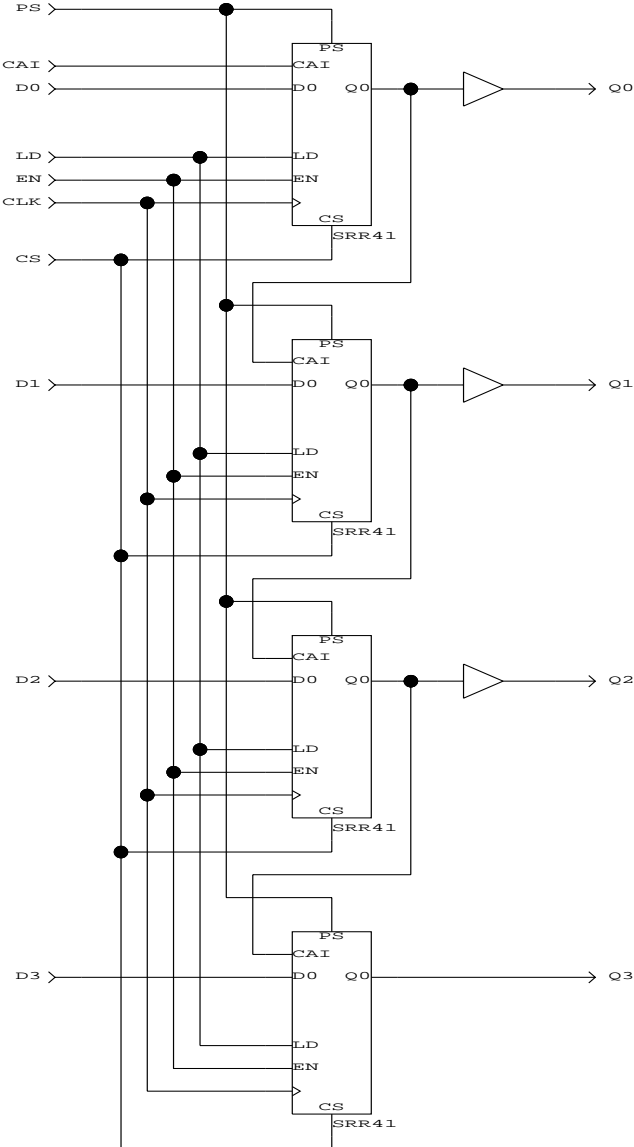 PS
PS
CAI CAI
D0 D0 Q0 Q0
LD LD
EN EN
CLK
CS
SRR41
CS
PS
CAI
D1 D0 Q0 Q1
LD
EN
CS
SRR41
PS
CAI
D2 D0 Q0 Q2
LD
EN
CS
SRR41
PS
CAI
D3 D0 Q0 Q3
LD
EN
CS
SRR41